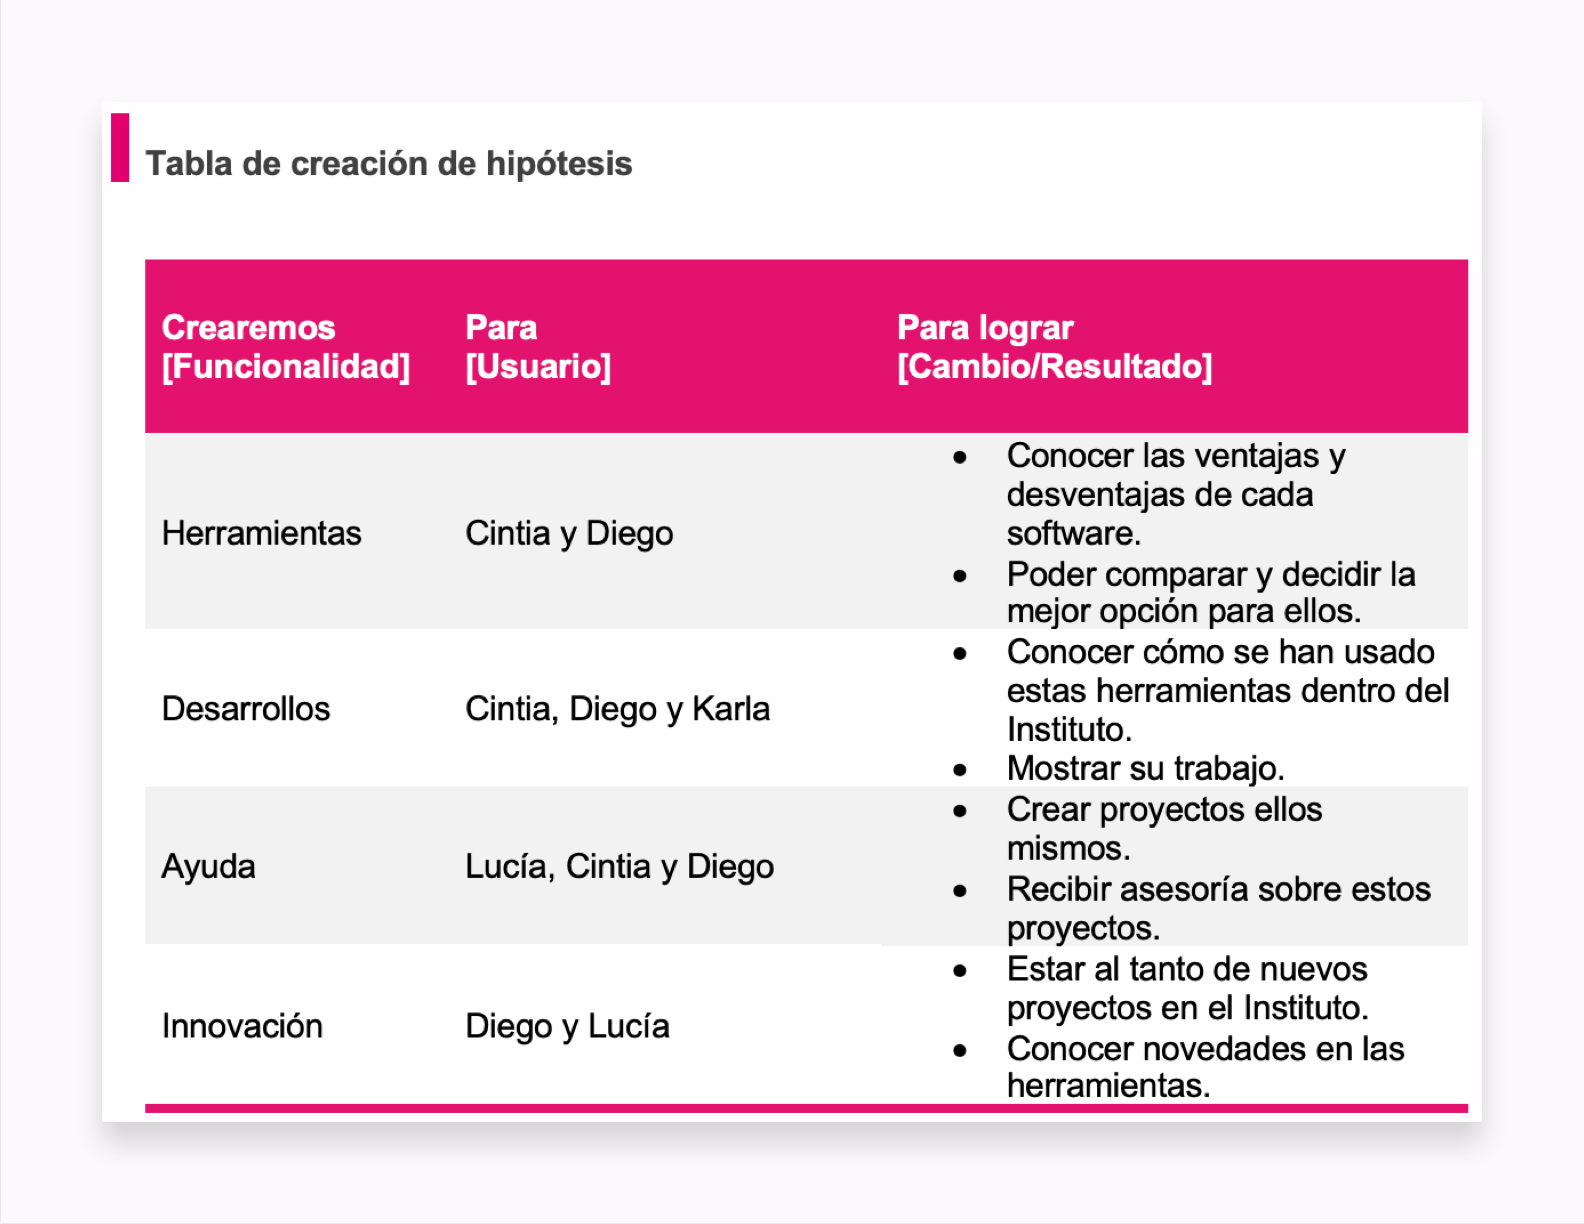 Tabla de creación de hipótesis
Crearemos
[Funcionalidad]
Para
[Usuario]
Para lograr
[Cambio/Resultado]
Herramientas
Cintia y Diego
• Conocer las ventajas y
desventajas de cada
software.
• Poder comparar y decidir la
mejor opción para ellos.
Desarrollos
Cintia, Diego y Karla
• Conocer cómo se han usado
estas herramientas dentro del
Instituto.
• Mostrar su trabajo.
Ayuda
Lucía, Cintia y Diego
• Crear proyectos ellos
mismos.
• Recibir asesoría sobre estos
proyectos.
Innovación
Diego y Lucía
• Estar al tanto de nuevos
proyectos en el Instituto.
• Conocer novedades en las
herramientas.